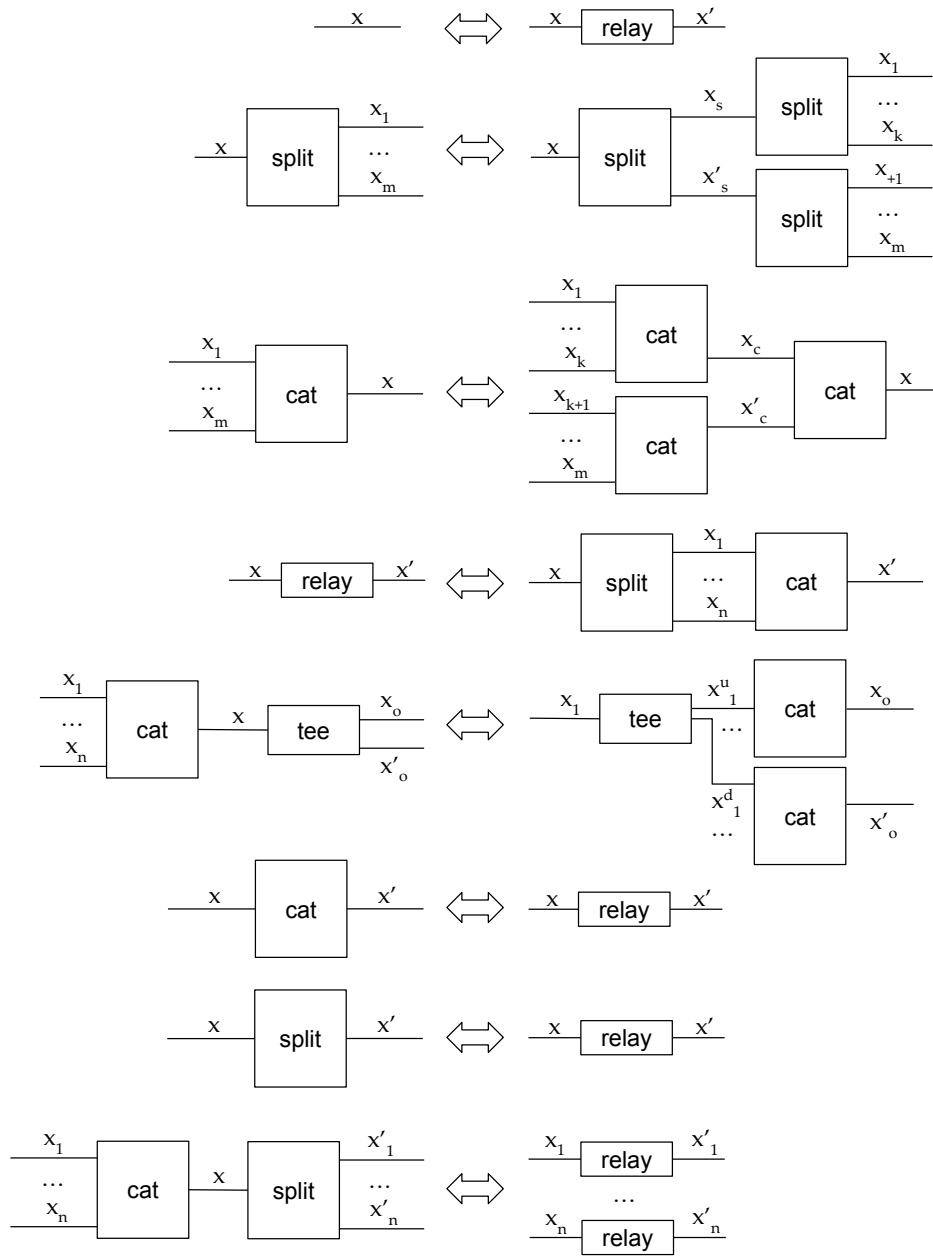 x x relay x'
x split x1 ... xm x split xs x's split x1 ... xk split x+1 ... xm
x1 ... xm cat x x1 ... xk cat xk+1 ... xm cat xc x'c cat x
x relay x' x split x1 ... xn cat x'
x1 ... xn cat x tee xo x'o x1 tee xu1 ... cat xo xd1 ... cat x'o
x cat x' x relay x'
x split x' x relay x'
x1 ... xn cat x split x'1 ... x'n x1 relay x'1 ... xn relay x'n